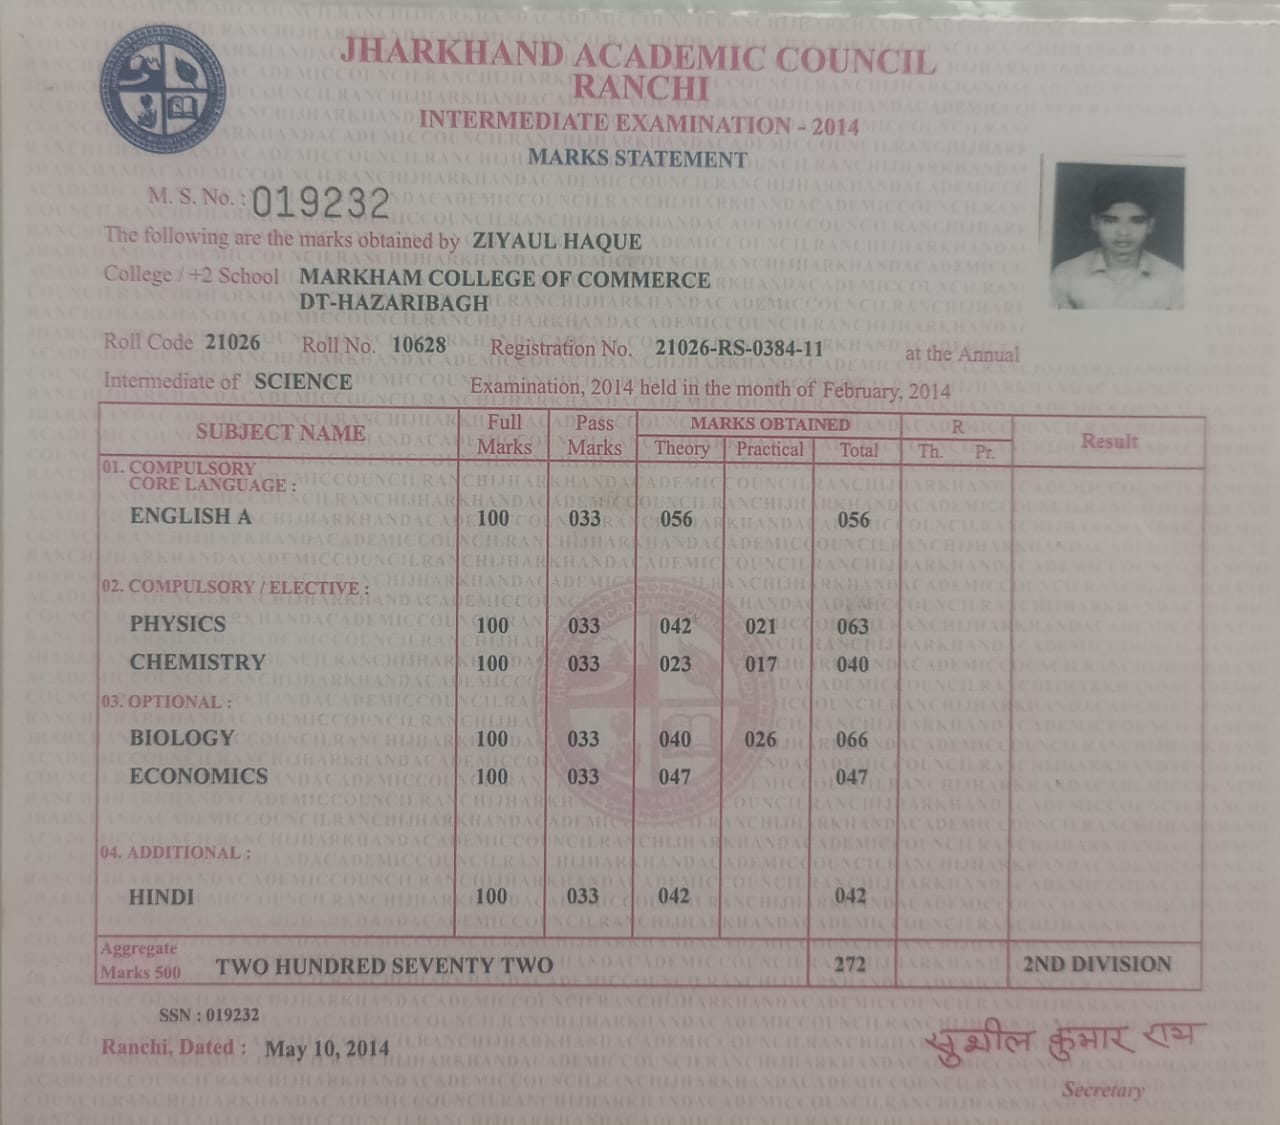 JHARKHAND ACADEMIC COUNCIL
RANCHI
INTERMEDIATE EXAMINATION - 2014
MARKS STATEMENT
M. S. No. : 019232
The following are the marks obtained by ZIYAUL HAQUE
College / +2 School MARKHAM COLLEGE OF COMMERCE
DT-HAZARIBAGH
Roll Code 21026 Roll No. 10628 Registration No. 21026-RS-0384-11 at the Annual
Intermediate of SCIENCE Examination, 2014 held in the month of February, 2014
SUBJECT NAME Full Marks Pass Marks MARKS OBTAINED R Result
Theory Practical Total Th. Pr.
01. COMPULSORY
CORE LANGUAGE :
ENGLISH A 100 033 056 056
02. COMPULSORY / ELECTIVE :
PHYSICS 100 033 042 021 063
CHEMISTRY 100 033 023 017 040
03. OPTIONAL :
BIOLOGY 100 033 040 026 066
ECONOMICS 100 033 047 047
04. ADDITIONAL :
HINDI 100 033 042 042
Aggregate
Marks 500 TWO HUNDRED SEVENTY TWO 272 2ND DIVISION
SSN : 019232
Ranchi, Dated : May 10, 2014
सुशील कुमार राय
Secretary